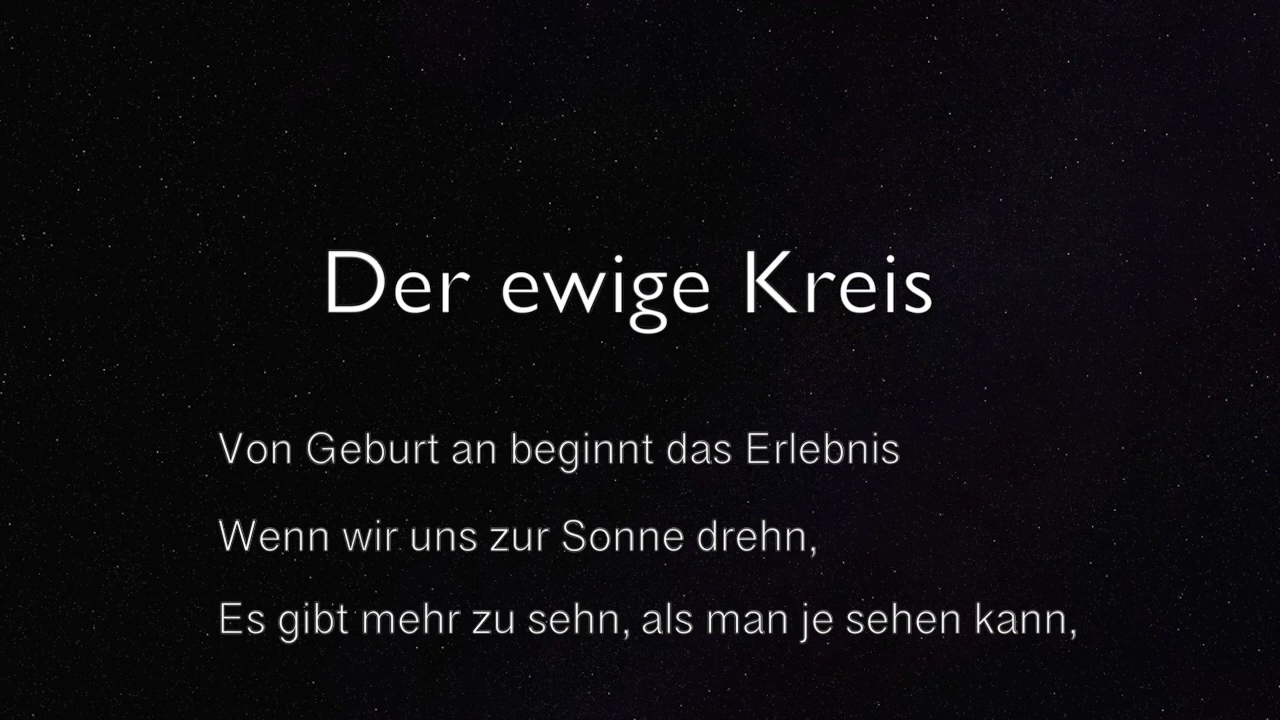 Der ewige Kreis
Von Geburt an beginnt das Erlebnis
Wenn wir uns zur Sonne drehn,
Es gibt mehr zu sehn, als man je sehen kann,